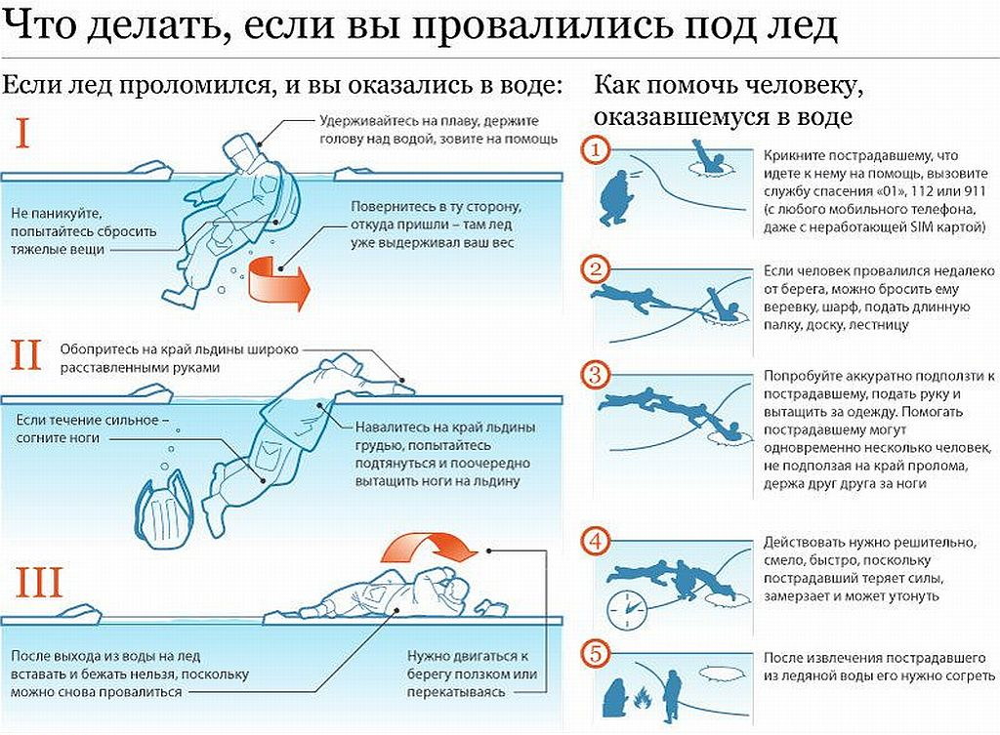 Что делать, если вы провалились под лед
Если лед проломился, и вы оказались в воде:
I
Удерживайтесь на плаву, держите
голову над водой, зовите на помощь
Не паникуйте,
попытайтесь сбросить
тяжелые вещи
Повернитесь в ту сторону,
откуда пришли – там лед
уже выдерживал ваш вес
II
Обопритесь на край льдины широко
расставленными руками
Если течение сильное –
согните ноги
Навалитесь на край льдины
грудью, попытайтесь
подтянуться и поочередно
вытащить ноги на льдину
III
После выхода из воды на лед
вставать и бежать нельзя, поскольку
можно снова провалиться
Нужно двигаться к
берегу ползком или
перекатываясь
Как помочь человеку,
оказавшемуся в воде
1
Крикните пострадавшему, что
идете к нему на помощь, вызовите
службу спасения «01», 112 или 911
(с любого мобильного телефона,
даже с неработающей SIM картой)
2
Если человек провалился недалеко
от берега, можно бросить ему
веревку, шарф, подать длинную
палку, доску, лестницу
3
Попробуйте аккуратно подползти к
пострадавшему, подать руку и
вытащить за одежду. Помогать
пострадавшему могут
одновременно несколько человек,
не подползая на край пролома,
держа друг друга за ноги
4
Действовать нужно решительно,
смело, быстро, поскольку
пострадавший теряет силы,
замерзает и может утонуть
5
После извлечения пострадавшего
из ледяной воды его нужно согреть